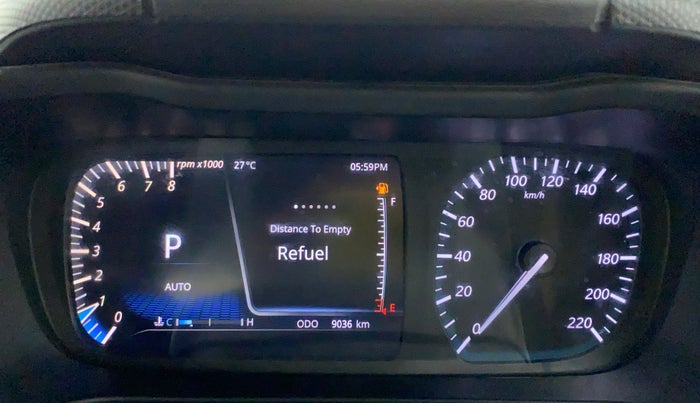 rpm x1000 27°C 05:59PM
0 1 2 3 4 5 6 7 8
P
AUTO
......
Distance To Empty
Refuel
F
E
C H ODO 9036 km
0 20 40 60 80 100 120 140 160 180 200 220
km/h